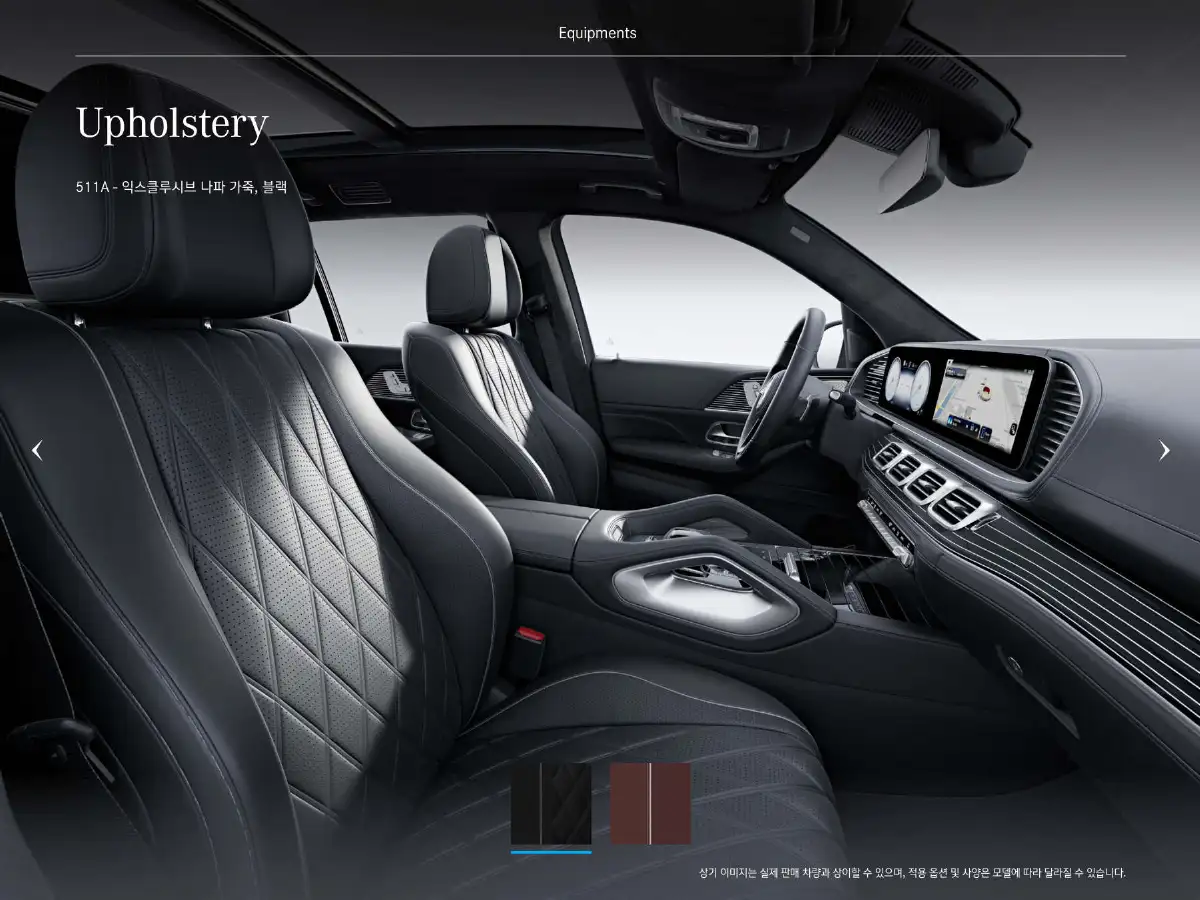 Equipments
Upholstery
511A - 익스클루시브 나파 가죽, 블랙
상기 이미지는 실제 판매 차량과 상이할 수 있으며, 적용 옵션 및 사양은 모델에 따라 달라질 수 있습니다.